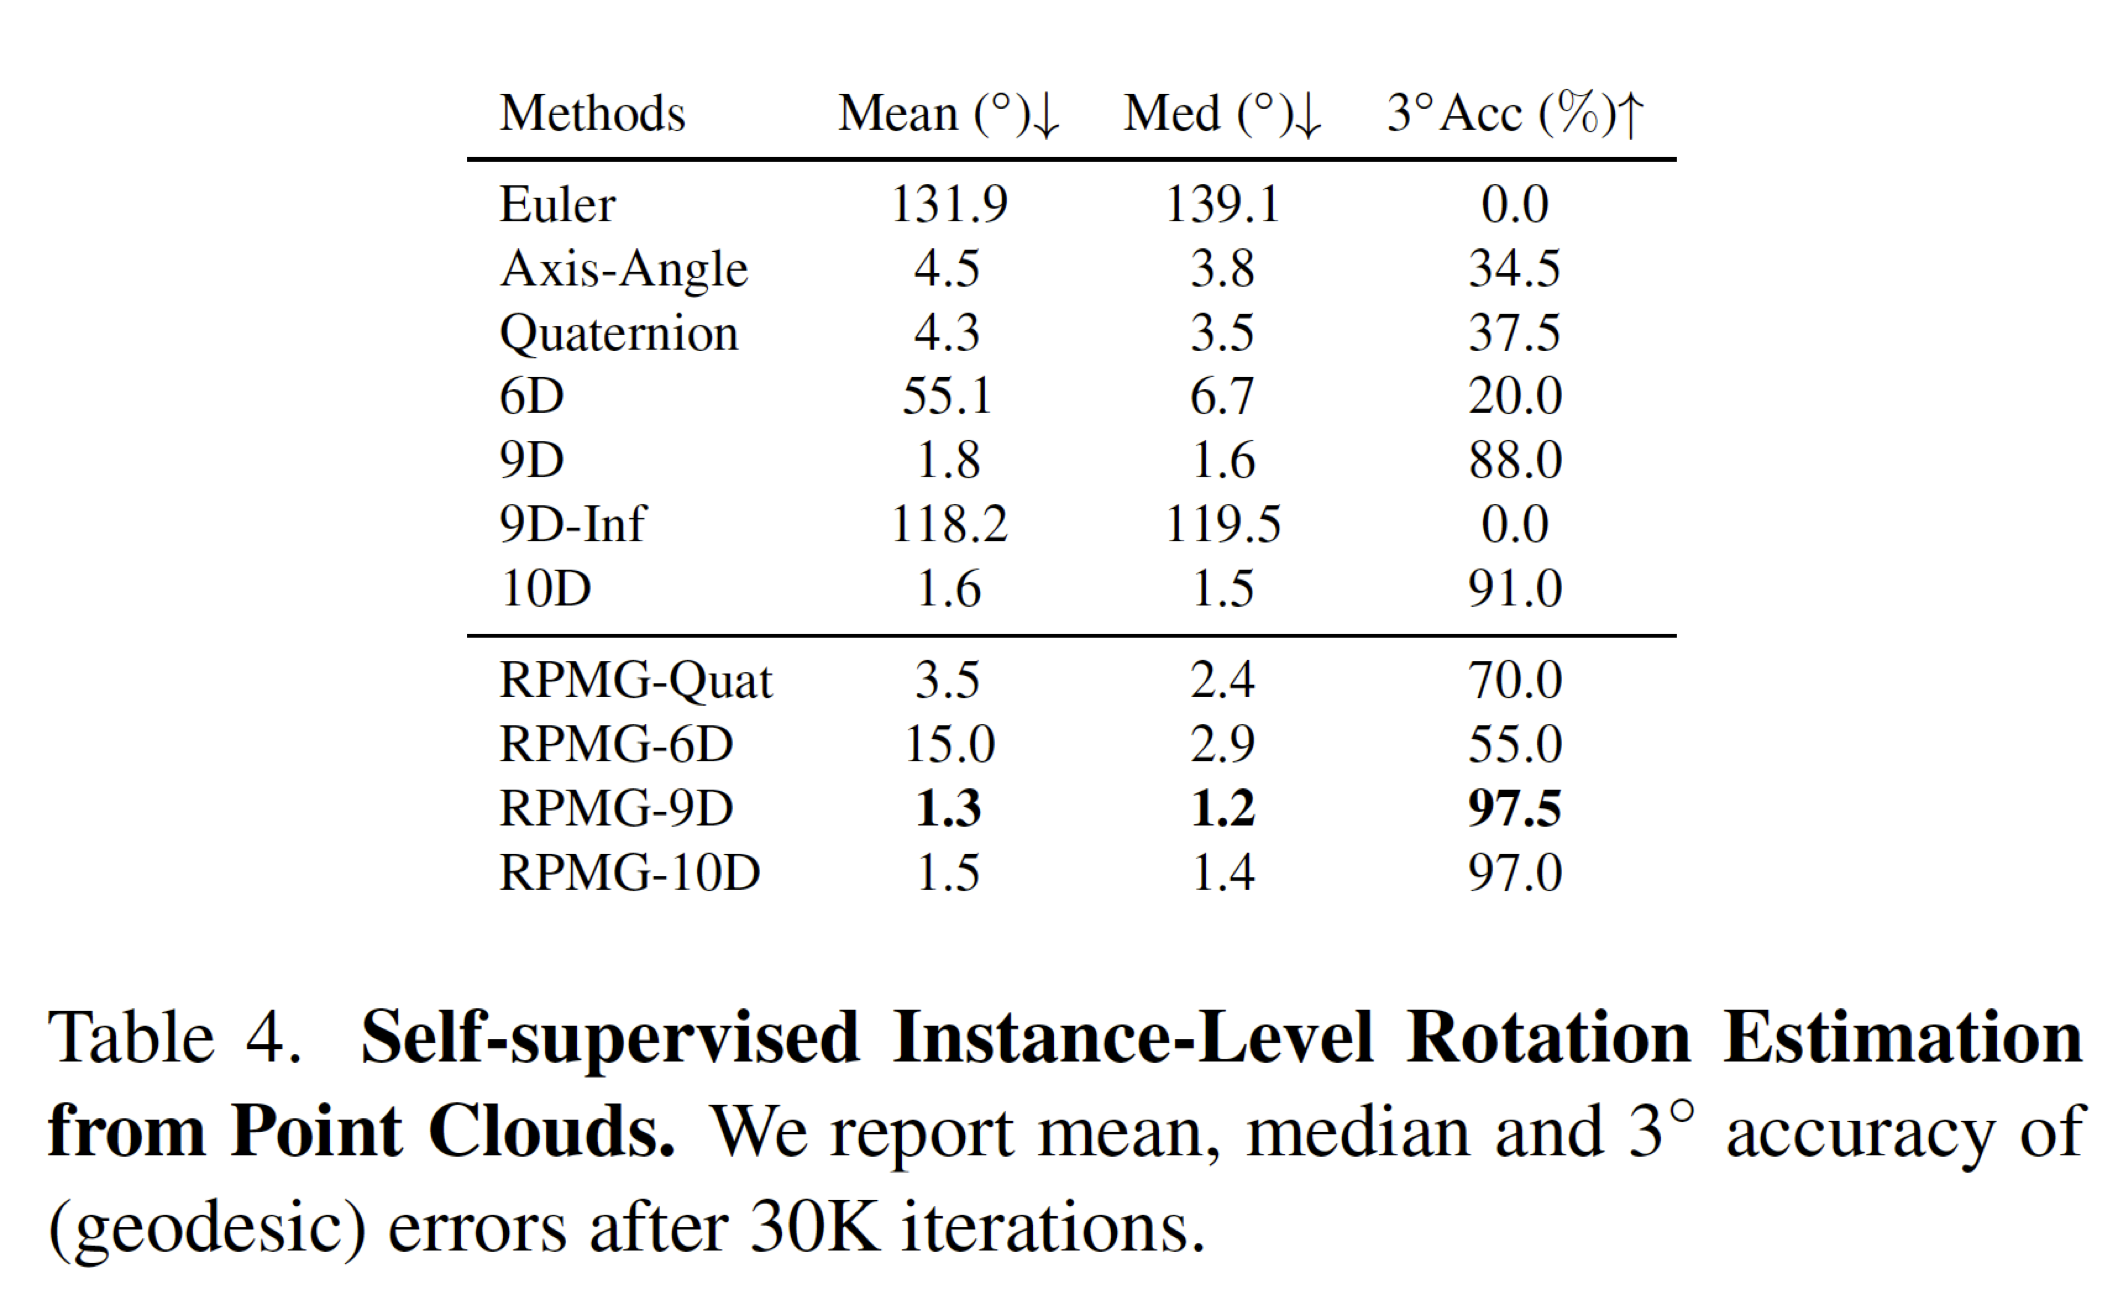 Methods Mean (°)↓ Med (°)↓ 3°Acc (%)↑
Euler 131.9 139.1 0.0
Axis-Angle 4.5 3.8 34.5
Quaternion 4.3 3.5 37.5
6D 55.1 6.7 20.0
9D 1.8 1.6 88.0
9D-Inf 118.2 119.5 0.0
10D 1.6 1.5 91.0
RPMG-Quat 3.5 2.4 70.0
RPMG-6D 15.0 2.9 55.0
RPMG-9D 1.3 1.2 97.5
RPMG-10D 1.5 1.4 97.0
Table 4. Self-supervised Instance-Level Rotation Estimation
from Point Clouds. We report mean, median and 3° accuracy of
(geodesic) errors after 30K iterations.